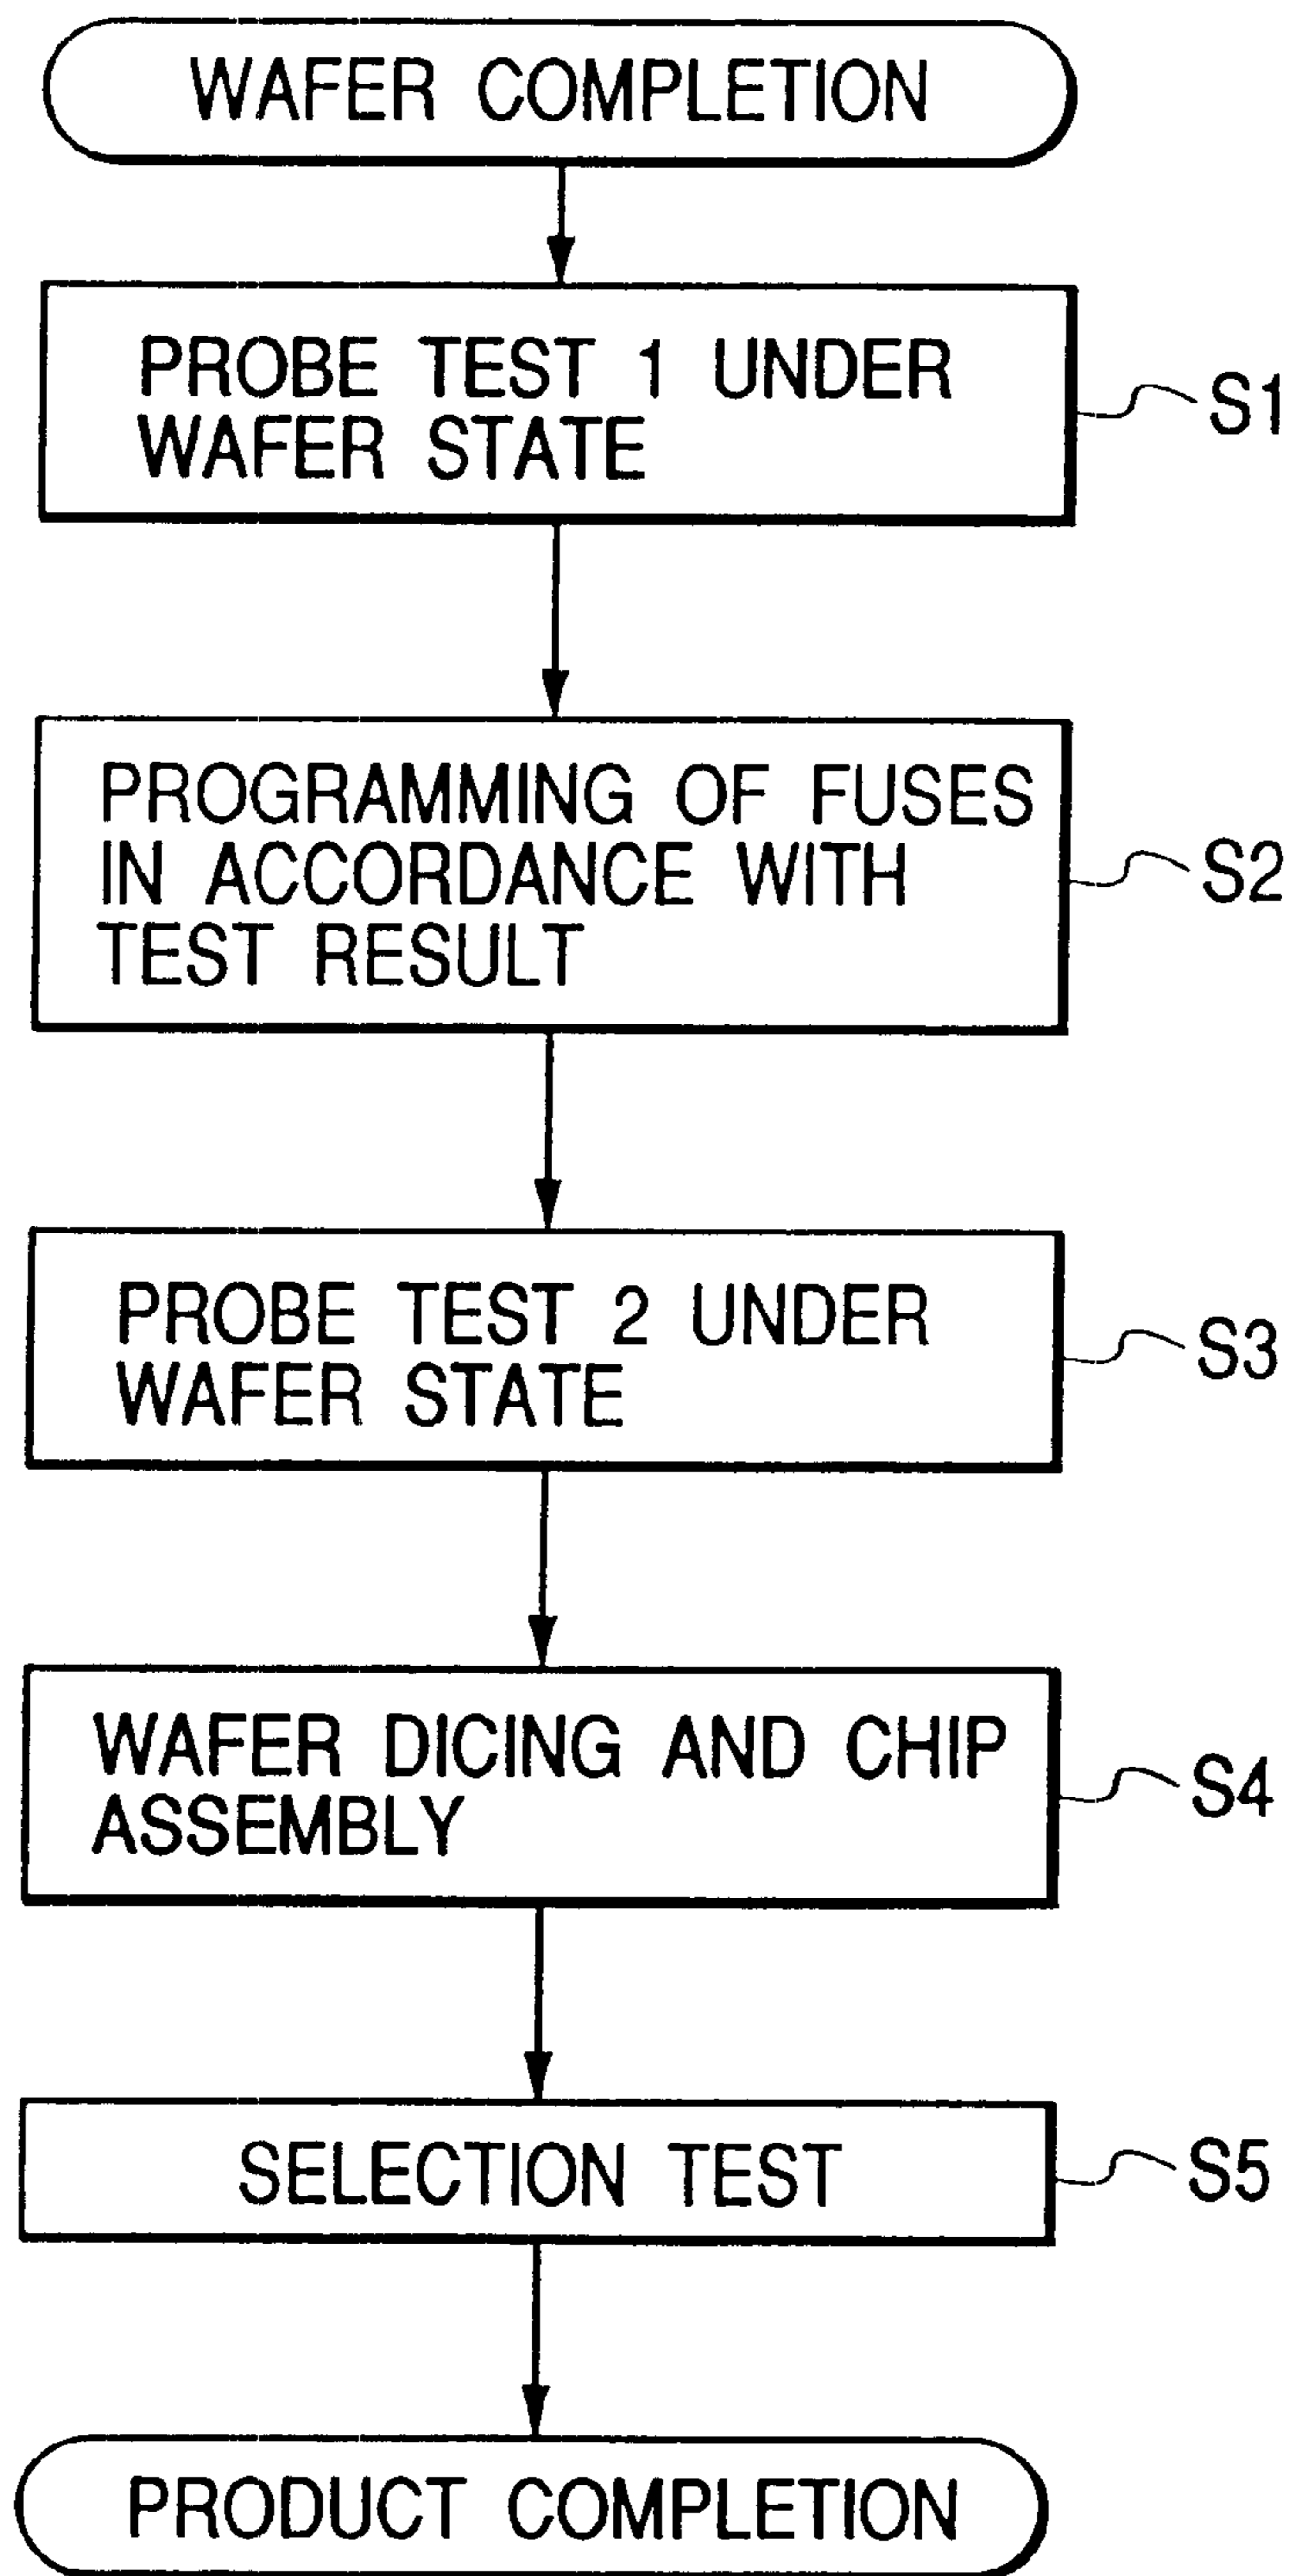 WAFER COMPLETION
PROBE TEST 1 UNDER
WAFER STATE
S1
PROGRAMMING OF FUSES
IN ACCORDANCE WITH
TEST RESULT
S2
PROBE TEST 2 UNDER
WAFER STATE
S3
WAFER DICING AND CHIP
ASSEMBLY
S4
SELECTION TEST
S5
PRODUCT COMPLETION